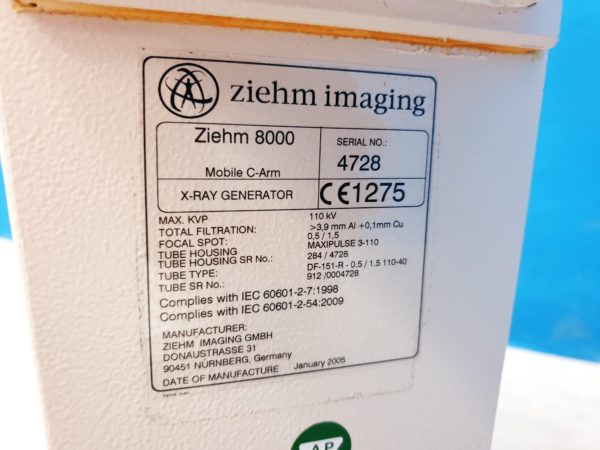 ziehm imaging
Ziehm 8000
Mobile C-Arm
SERIAL NO.:
4728
X-RAY GENERATOR
CE1275
MAX. KVP 110 kV
TOTAL FILTRATION: >3,9 mm Al +0,1mm Cu
FOCAL SPOT: 0,5 / 1,5
TUBE HOUSING MAXIPULSE 3-110
TUBE HOUSING SR No.: 284 / 4728
TUBE TYPE: DF-151-R - 0.5 / 1.5 110-40
TUBE SR No.: 912 /0004728
Complies with IEC 60601-2-7:1998
Complies with IEC 60601-2-54:2009
MANUFACTURER:
ZIEHM IMAGING GMBH
DONAUSTRASSE 31
90451 NÜRNBERG, Germany
DATE OF MANUFACTURE January 2005
AP